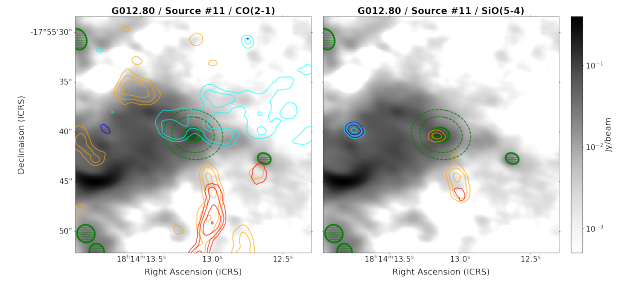 G012.80 / Source #11 / CO(2-1)
G012.80 / Source #11 / SiO(5-4)
-17°55'30"
35"
40"
45"
50"
Declinaison (ICRS)
18ʰ14ᵐ13.5ˢ 13.0ˢ 12.5ˢ
18ʰ14ᵐ13.5ˢ 13.0ˢ 12.5ˢ
Right Ascension (ICRS)
Right Ascension (ICRS)
10⁻¹
10⁻²
10⁻³
Jy/beam